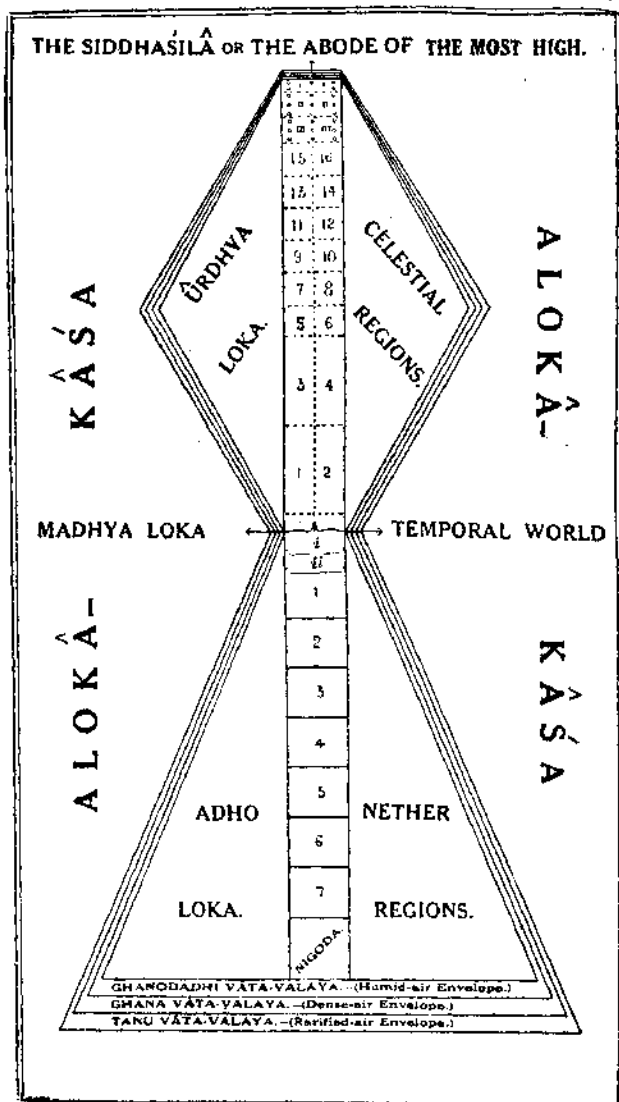 THE SIDDHAŚILÂ OR THE ABODE OF THE MOST HIGH.
15 16
13 14
11 12
9 10
7 8
5 6
3 4
1 2
ÛRDHVA
LOKA.
CELESTIAL
REGIONS.
KÂŚA
ALOKÂ–
MADHYA LOKA
TEMPORAL WORLD
i
ii
1
2
3
4
5
6
7
NIGODA.
ALOKÂ–
KÂŚA
ADHO
LOKA.
NETHER
REGIONS.
GHANODADHI VÂTA-VALAYA.–(Humid-air Envelope.)
GHANA VÂTA-VALAYA.–(Dense-air Envelope.)
TANU VÂTA-VALAYA.–(Rarified-air Envelope.)